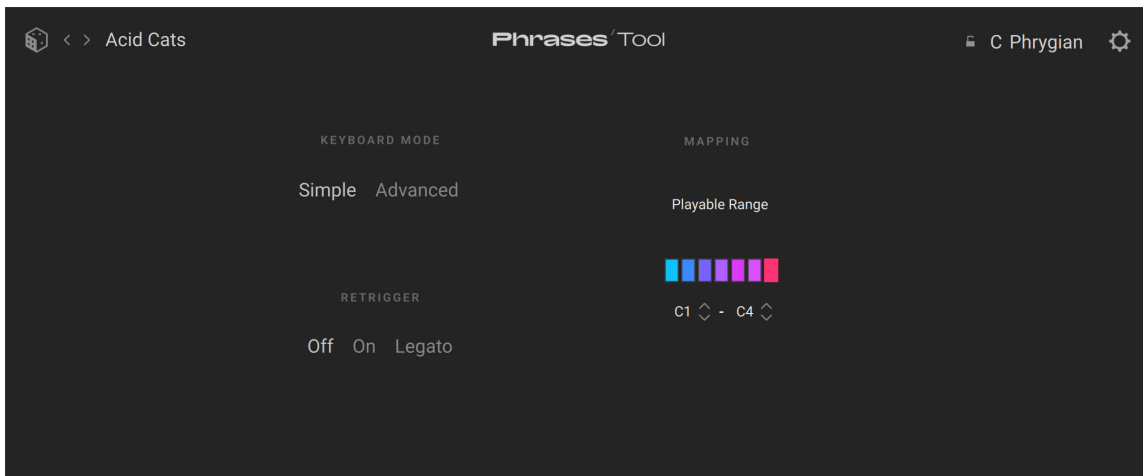 Acid Cats
Phrases/Tool
C Phrygian
KEYBOARD MODE
Simple Advanced
RETRIGGER
Off On Legato
MAPPING
Playable Range
C1 - C4